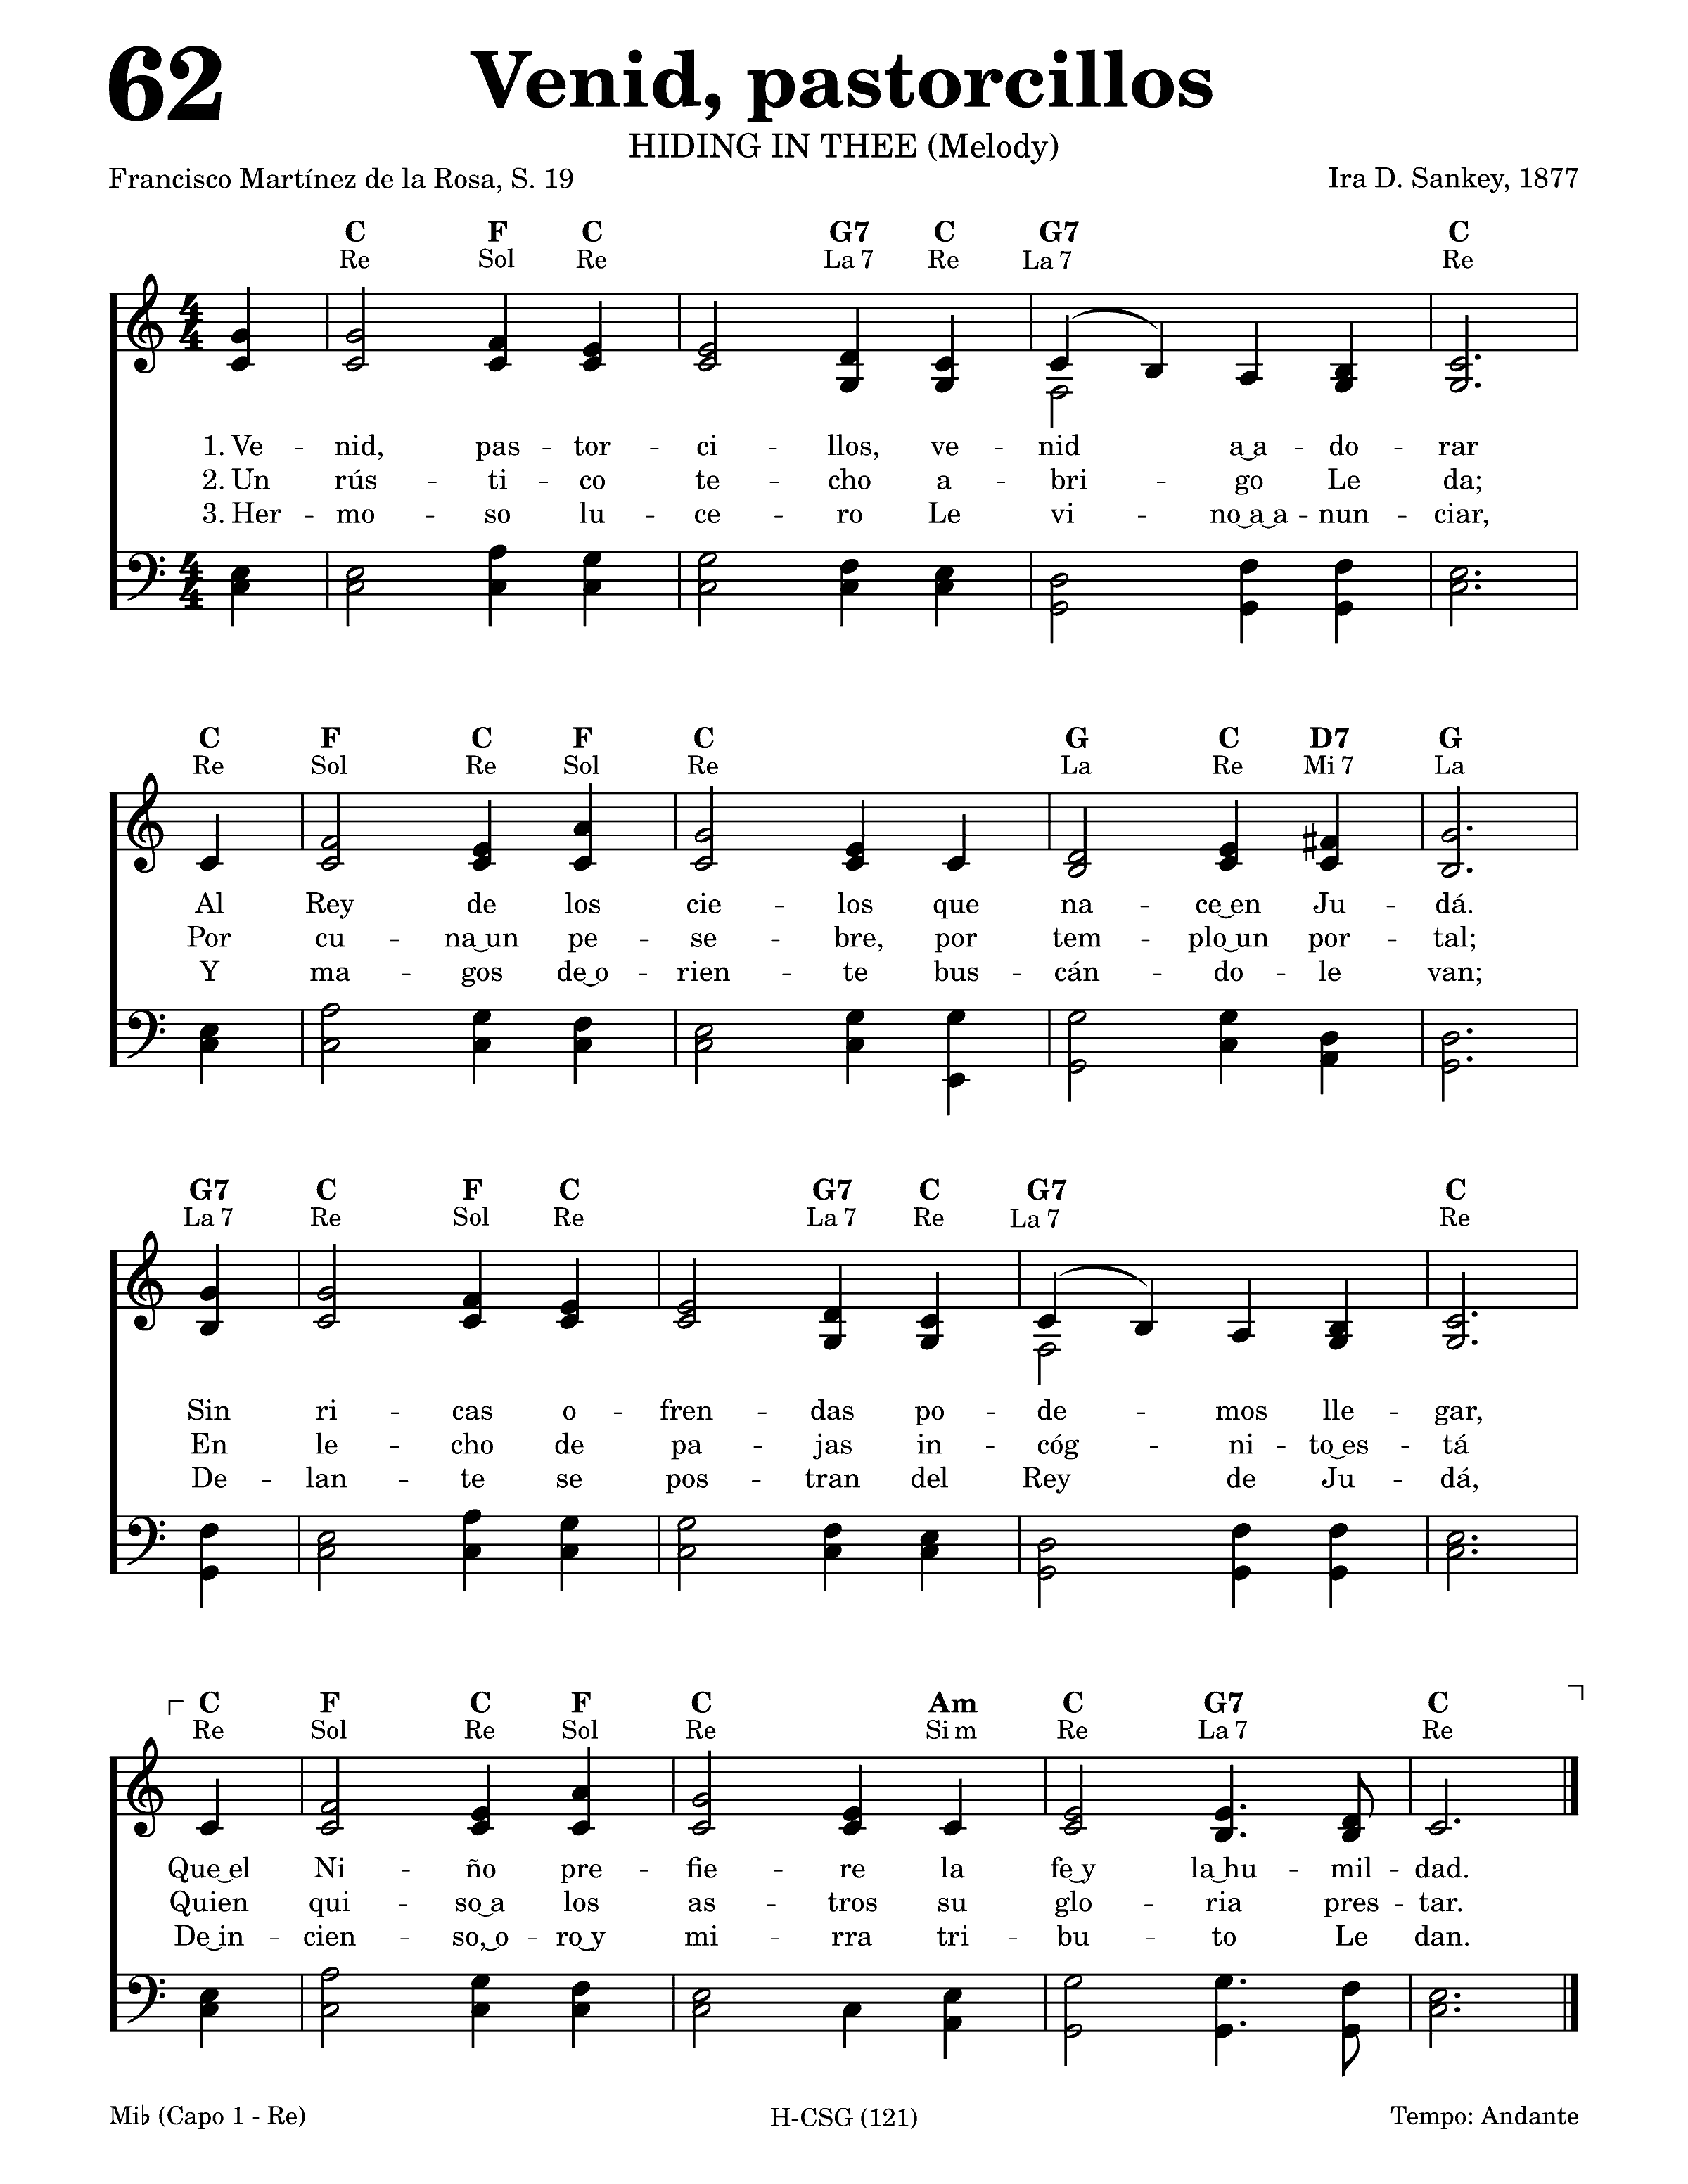 62
Venid, pastorcillos
HIDING IN THEE (Melody)
Francisco Martínez de la Rosa, S. 19
Ira D. Sankey, 1877
C F C G7 C G7 C
Re Sol Re La 7 Re La 7 Re
1. Ve - nid, pas - tor - ci - llos, ve - nid a‿a - do - rar
2. Un rús - ti - co te - cho a - bri - go Le da;
3. Her - mo - so lu - ce - ro Le vi - no‿a‿a - nun - ciar,
C F C F C G C D7 G
Re Sol Re Sol Re La Re Mi 7 La
Al Rey de los cie - los que na - ce‿en Ju - dá.
Por cu - na‿un pe - se - bre, por tem - plo‿un por - tal;
Y ma - gos de‿o - rien - te bus - cán - do - le van;
G7 C F C G7 C G7 C
La 7 Re Sol Re La 7 Re La 7 Re
Sin ri - cas o - fren - das po - de - mos lle - gar,
En le - cho de pa - jas in - cóg - ni - to‿es - tá
De - lan - te se pos - tran del Rey de Ju - dá,
C F C F C Am C G7 C
Re Sol Re Sol Re Si m Re La 7 Re
Que‿el Ni - ño pre - fie - re la fe‿y la‿hu - mil - dad.
Quien qui - so‿a los as - tros su glo - ria pres - tar.
De‿in - cien - so,‿o - ro‿y mi - rra tri - bu - to Le dan.
Mi♭ (Capo 1 - Re)
H-CSG (121)
Tempo: Andante